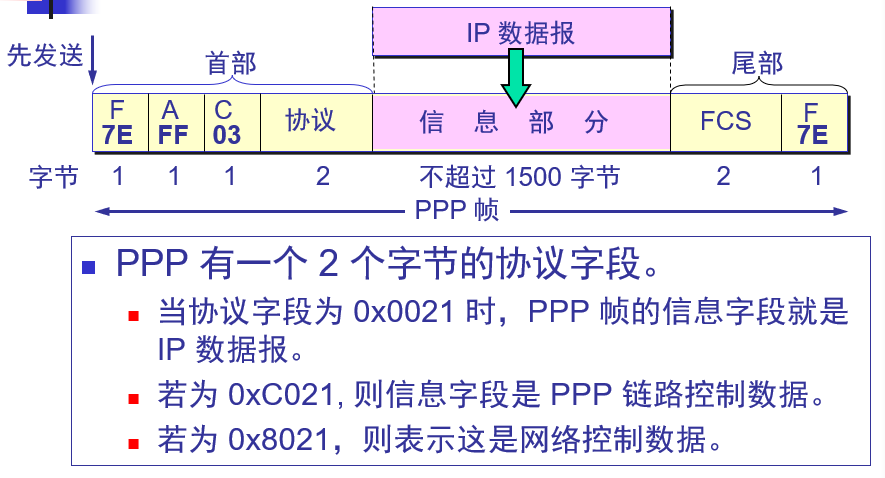 IP 数据报
先发送
首部
尾部
F A C 协议 信 息 部 分 FCS F
7E FF 03 7E
字节 1 1 1 2 不超过 1500 字节 2 1
PPP 帧
PPP 有一个 2 个字节的协议字段。
当协议字段为 0x0021 时，PPP 帧的信息字段就是
IP 数据报。
若为 0xC021, 则信息字段是 PPP 链路控制数据。
若为 0x8021，则表示这是网络控制数据。